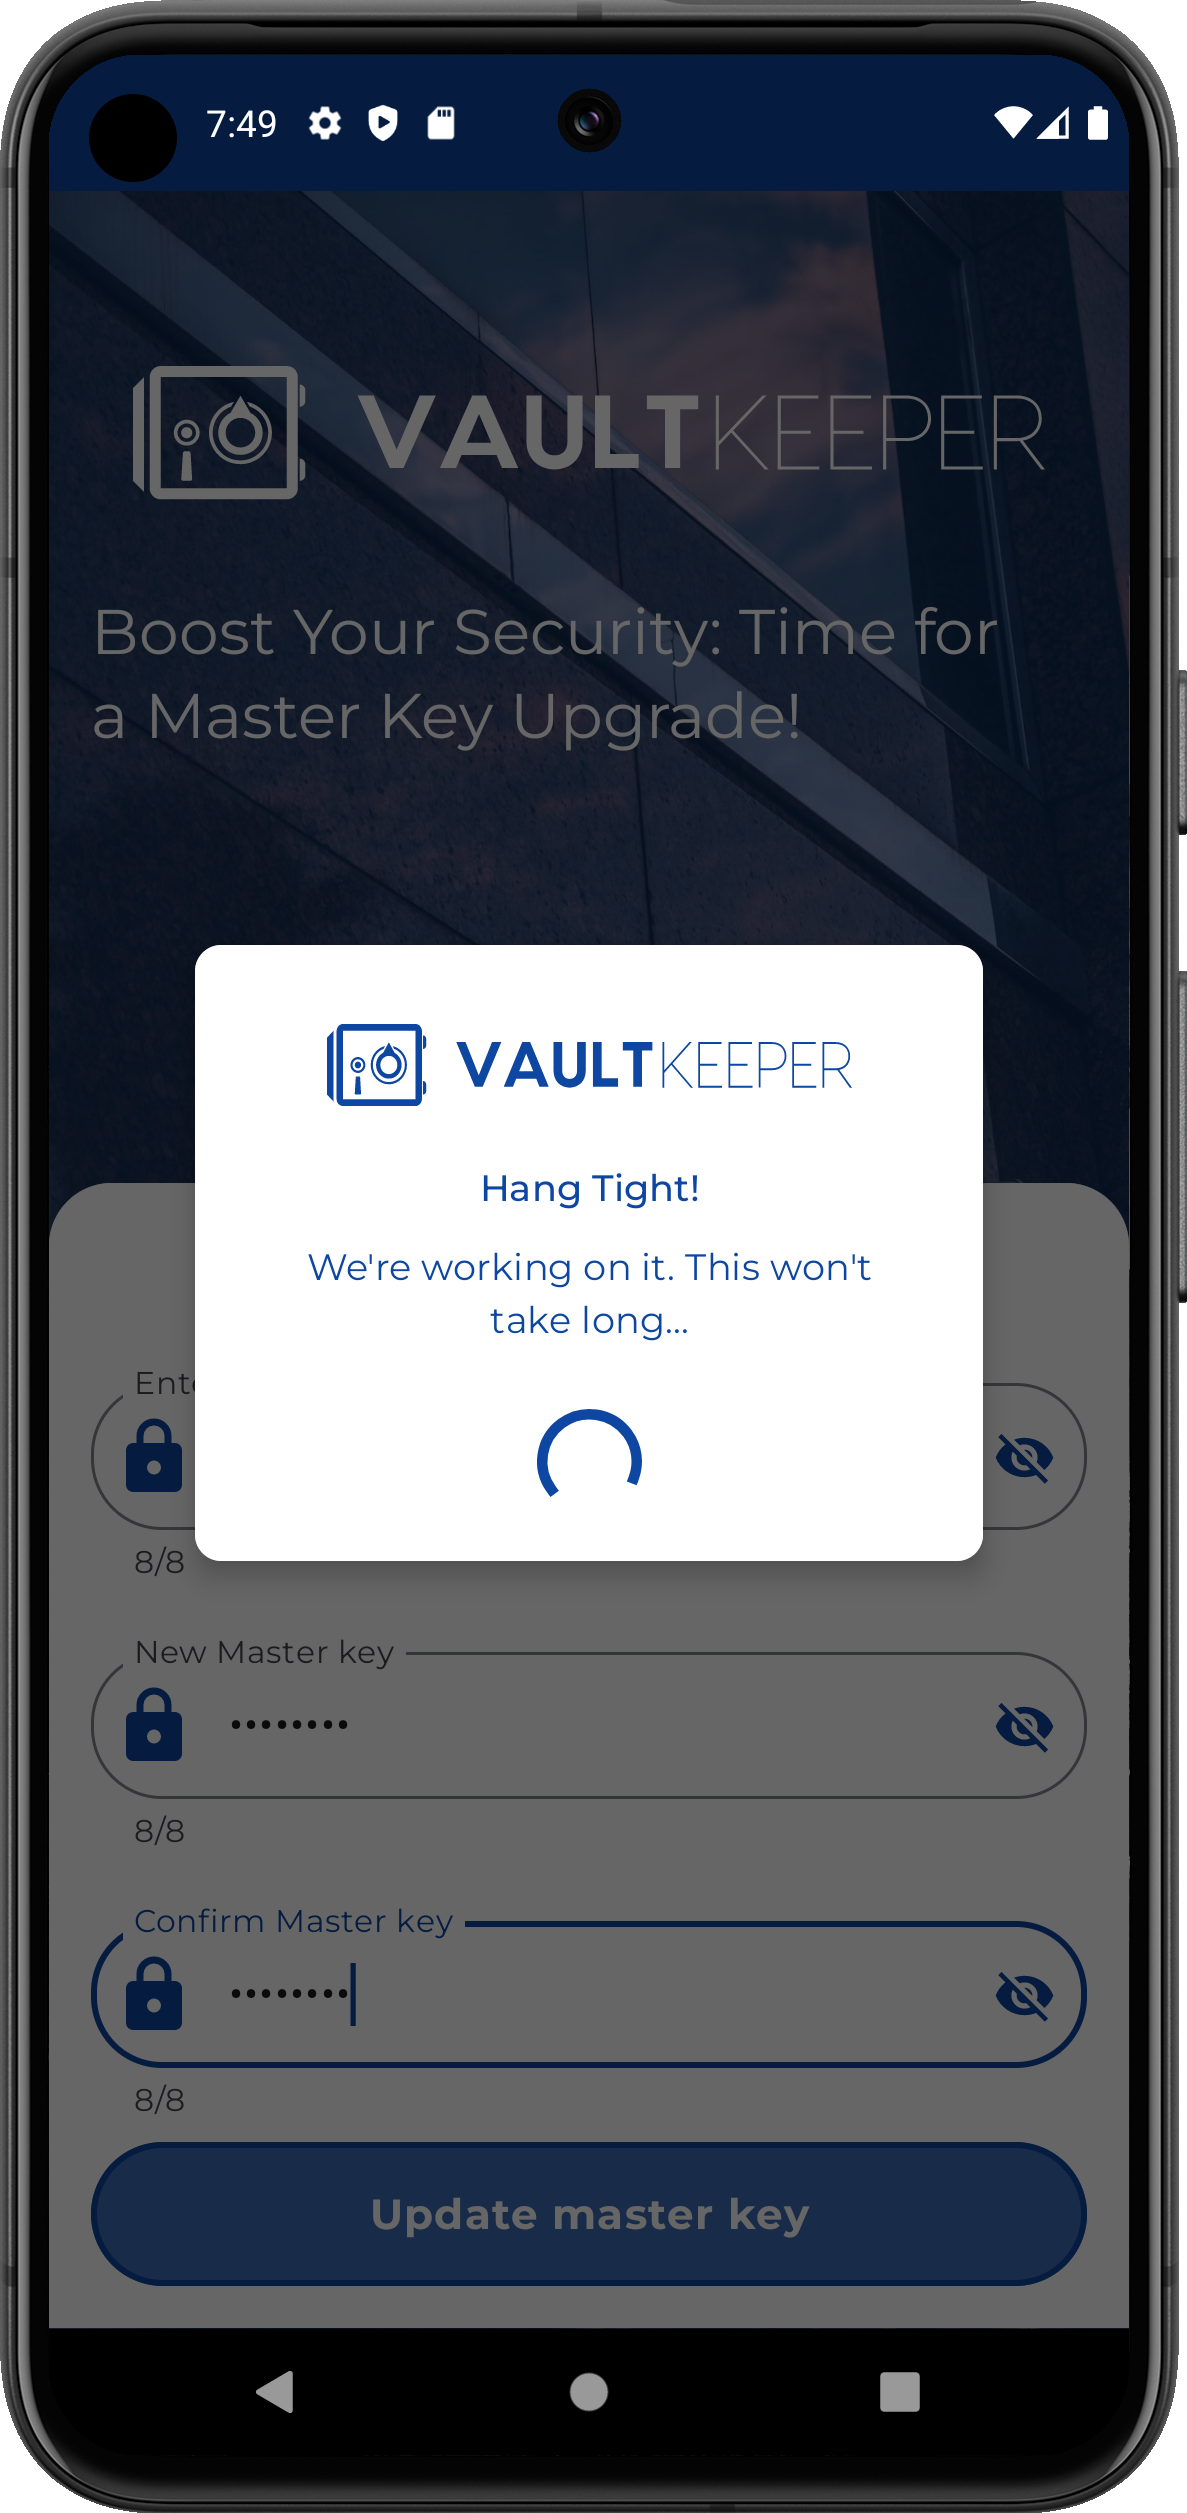 7:49
VAULTKEEPER
Boost Your Security: Time for
a Master Key Upgrade!
VAULTKEEPER
Hang Tight!
We're working on it. This won't
take long...
8/8
New Master key
••••••••
8/8
Confirm Master key
••••••••
8/8
Update master key